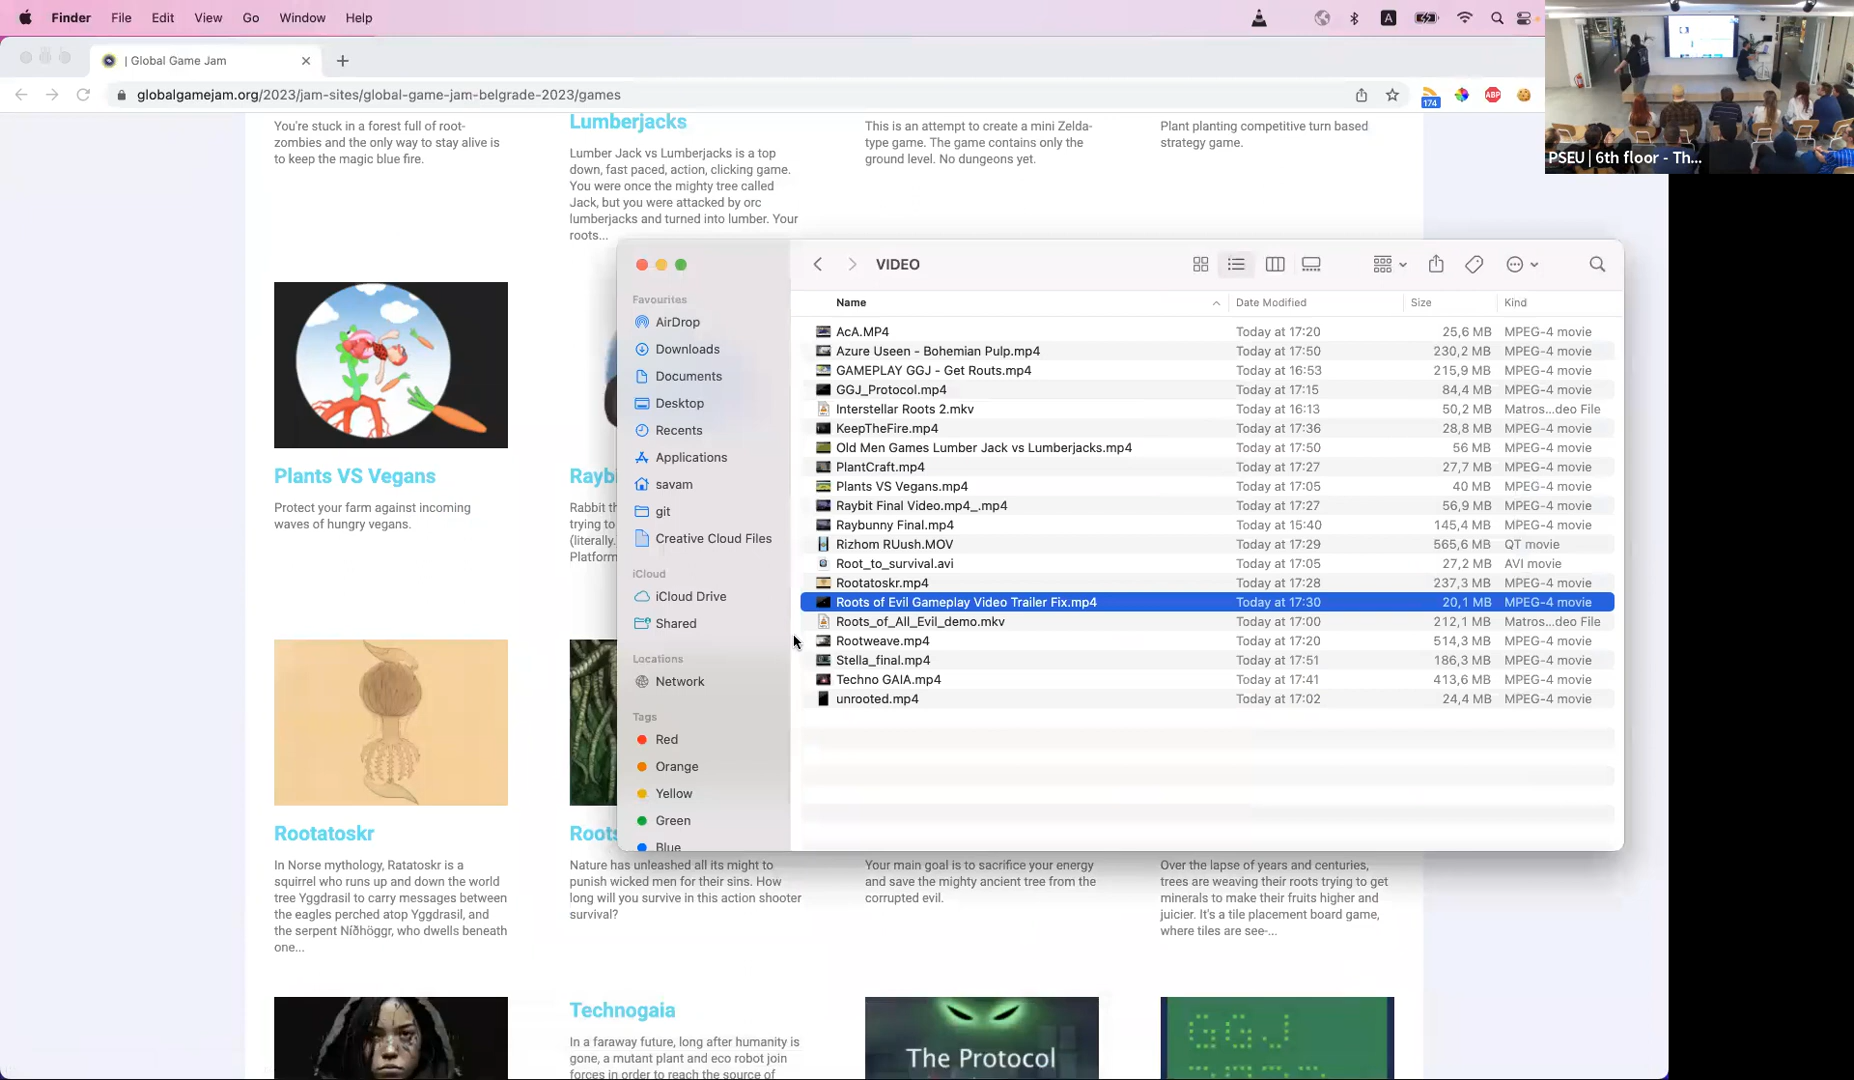 Finder File Edit View Go Window Help
A
| Global Game Jam
globalgamejam.org/2023/jam-sites/global-game-jam-belgrade-2023/games
174
ABP
PSEU | 6th floor - Th...
You're stuck in a forest full of root-
zombies and the only way to stay alive is
to keep the magic blue fire.
Lumberjacks
Lumber Jack vs Lumberjacks is a top
down, fast paced, action, clicking game.
You were once the mighty tree called
Jack, but you were attacked by orc
lumberjacks and turned into lumber. Your
roots...
This is an attempt to create a mini Zelda-
type game. The game contains only the
ground level. No dungeons yet.
Plant planting competitive turn based
strategy game.
Plants VS Vegans
Protect your farm against incoming
waves of hungry vegans.
Rayb
Rabbit th
trying to
(literally.
Platform
VIDEO
Favourites
AirDrop
Downloads
Documents
Desktop
Recents
Applications
savam
git
Creative Cloud Files
iCloud
iCloud Drive
Shared
Locations
Network
Tags
Red
Orange
Yellow
Green
Blue
Name Date Modified Size Kind
AcA.MP4 Today at 17:20 25,6 MB MPEG-4 movie
Azure Useen - Bohemian Pulp.mp4 Today at 17:50 230,2 MB MPEG-4 movie
GAMEPLAY GGJ - Get Routs.mp4 Today at 16:53 215,9 MB MPEG-4 movie
GGJ_Protocol.mp4 Today at 17:15 84,4 MB MPEG-4 movie
Interstellar Roots 2.mkv Today at 16:13 50,2 MB Matros...deo File
KeepTheFire.mp4 Today at 17:36 28,8 MB MPEG-4 movie
Old Men Games Lumber Jack vs Lumberjacks.mp4 Today at 17:50 56 MB MPEG-4 movie
PlantCraft.mp4 Today at 17:27 27,7 MB MPEG-4 movie
Plants VS Vegans.mp4 Today at 17:05 40 MB MPEG-4 movie
Raybit Final Video.mp4_.mp4 Today at 17:27 56,9 MB MPEG-4 movie
Raybunny Final.mp4 Today at 15:40 145,4 MB MPEG-4 movie
Rizhom RUush.MOV Today at 17:29 565,6 MB QT movie
Root_to_survival.avi Today at 17:05 27,2 MB AVI movie
Rootatoskr.mp4 Today at 17:28 237,3 MB MPEG-4 movie
Roots of Evil Gameplay Video Trailer Fix.mp4 Today at 17:30 20,1 MB MPEG-4 movie
Roots_of_All_Evil_demo.mkv Today at 17:00 212,1 MB Matros...deo File
Rootweave.mp4 Today at 17:20 514,3 MB MPEG-4 movie
Stella_final.mp4 Today at 17:51 186,3 MB MPEG-4 movie
Techno GAIA.mp4 Today at 17:41 413,6 MB MPEG-4 movie
unrooted.mp4 Today at 17:02 24,4 MB MPEG-4 movie
Rootatoskr
In Norse mythology, Ratatoskr is a
squirrel who runs up and down the world
tree Yggdrasil to carry messages between
the eagles perched atop Yggdrasil, and
the serpent Níðhöggr, who dwells beneath
one...
Roots
Nature has unleashed all its might to
punish wicked men for their sins. How
long will you survive in this action shooter
survival?
Your main goal is to sacrifice your energy
and save the mighty ancient tree from the
corrupted evil.
Over the lapse of years and centuries,
trees are weaving their roots trying to get
minerals to make their fruits higher and
juicier. It's a tile placement board game,
where tiles are see-...
Technogaia
In a faraway future, long after humanity is
gone, a mutant plant and eco robot join
forces in order to reach the source of
The Protocol
GGJ